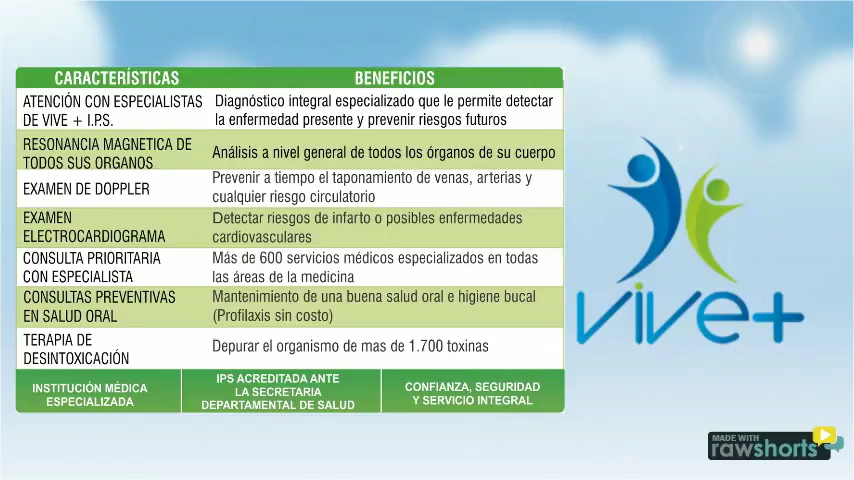 CARACTERÍSTICAS BENEFICIOS
ATENCIÓN CON ESPECIALISTAS
DE VIVE + I.P.S.
Diagnóstico integral especializado que le permite detectar
la enfermedad presente y prevenir riesgos futuros
RESONANCIA MAGNETICA DE
TODOS SUS ORGANOS
Análisis a nivel general de todos los órganos de su cuerpo
EXAMEN DE DOPPLER
Prevenir a tiempo el taponamiento de venas, arterias y
cualquier riesgo circulatorio
EXAMEN
ELECTROCARDIOGRAMA
Detectar riesgos de infarto o posibles enfermedades
cardiovasculares
CONSULTA PRIORITARIA
CON ESPECIALISTA
Más de 600 servicios médicos especializados en todas
las áreas de la medicina
CONSULTAS PREVENTIVAS
EN SALUD ORAL
Mantenimiento de una buena salud oral e higiene bucal
(Profilaxis sin costo)
TERAPIA DE
DESINTOXICACIÓN
Depurar el organismo de mas de 1.700 toxinas
INSTITUCIÓN MÉDICA
ESPECIALIZADA
IPS ACREDITADA ANTE
LA SECRETARIA
DEPARTAMENTAL DE SALUD
CONFIANZA, SEGURIDAD
Y SERVICIO INTEGRAL
vive+
MADE WITH
rawshorts